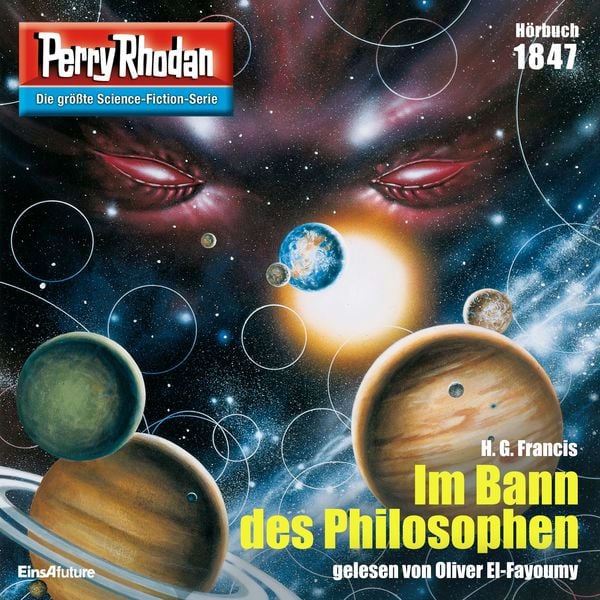 Perry Rhodan
Die größte Science-Fiction-Serie
Hörbuch
1847
H. G. Francis
Im Bann
des Philosophen
gelesen von Oliver El-Fayoumy
EinsAfuture